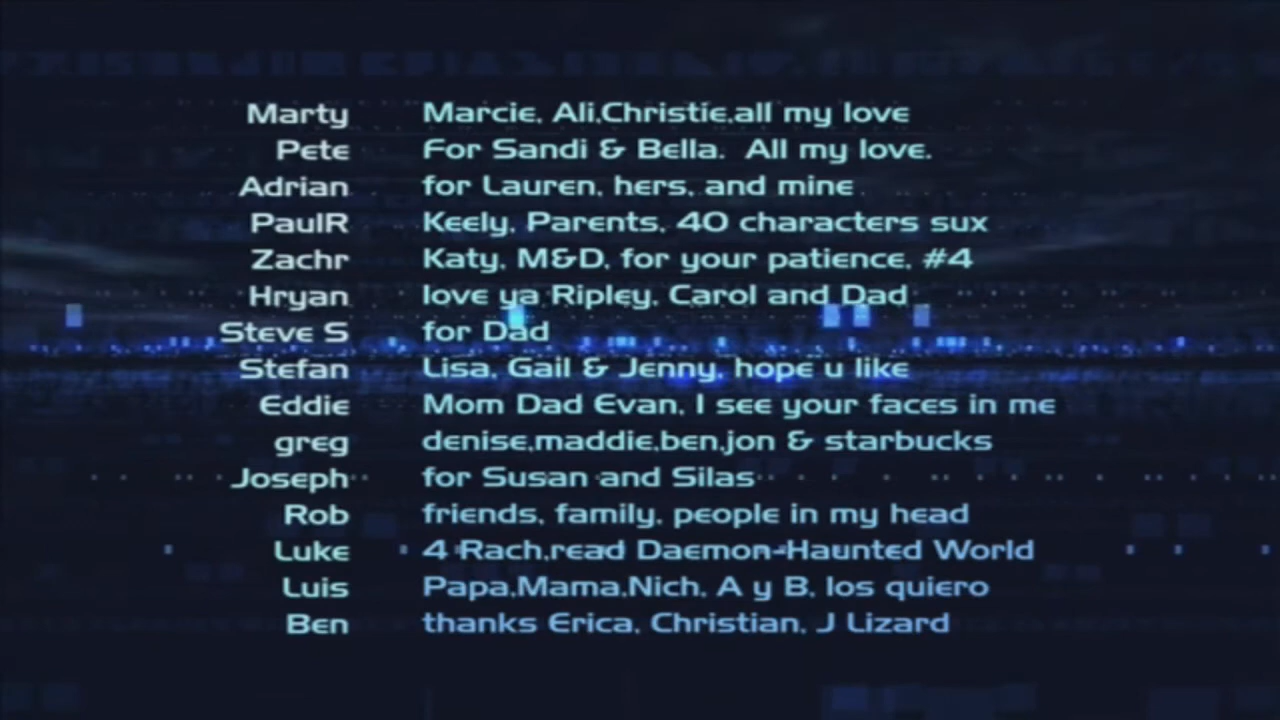 Marty Marcie, Ali,Christie,all my love
Pete For Sandi & Bella. All my love.
Adrian for Lauren, hers, and mine
PaulR Keely, Parents, 40 characters sux
Zachr Katy, M&D, for your patience, #4
Hryan love ya Ripley, Carol and Dad
Steve S for Dad
Stefan Lisa, Gail & Jenny, hope u like
Eddie Mom Dad Evan, I see your faces in me
greg denise,maddie,ben,jon & starbucks
Joseph for Susan and Silas
Rob friends, family, people in my head
Luke 4 Rach,read Daemon-Haunted World
Luis Papa,Mama,Nich, A y B, los quiero
Ben thanks Erica, Christian, J Lizard